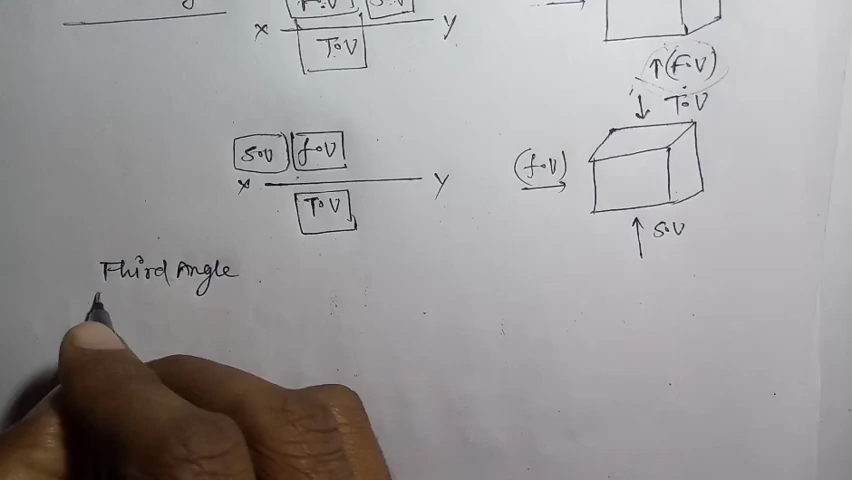 F.V S.V
X Y
T.V
↑ (F.V)
↓ T.V
S.V f.V
X Y
T.V
(f.V)
↑ S.V
Third Angle